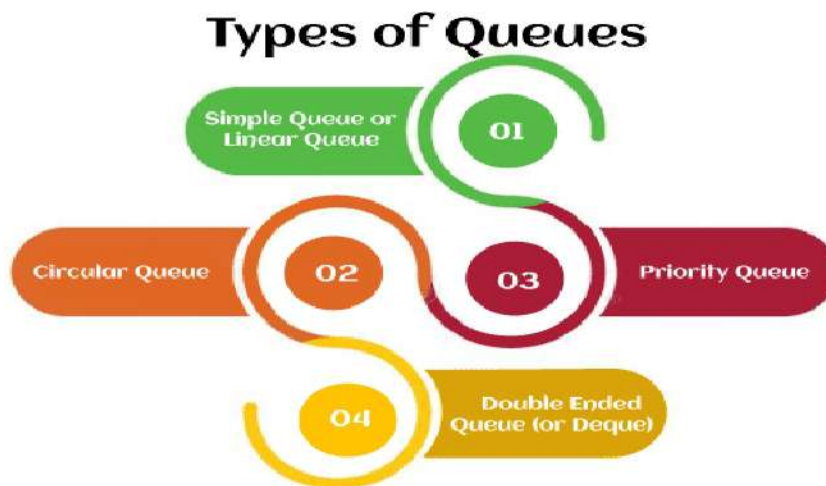 Types of Queues
Simple Queue or
Linear Queue
01
Circular Queue
02
03
Priority Queue
04
Double Ended
Queue (or Deque)